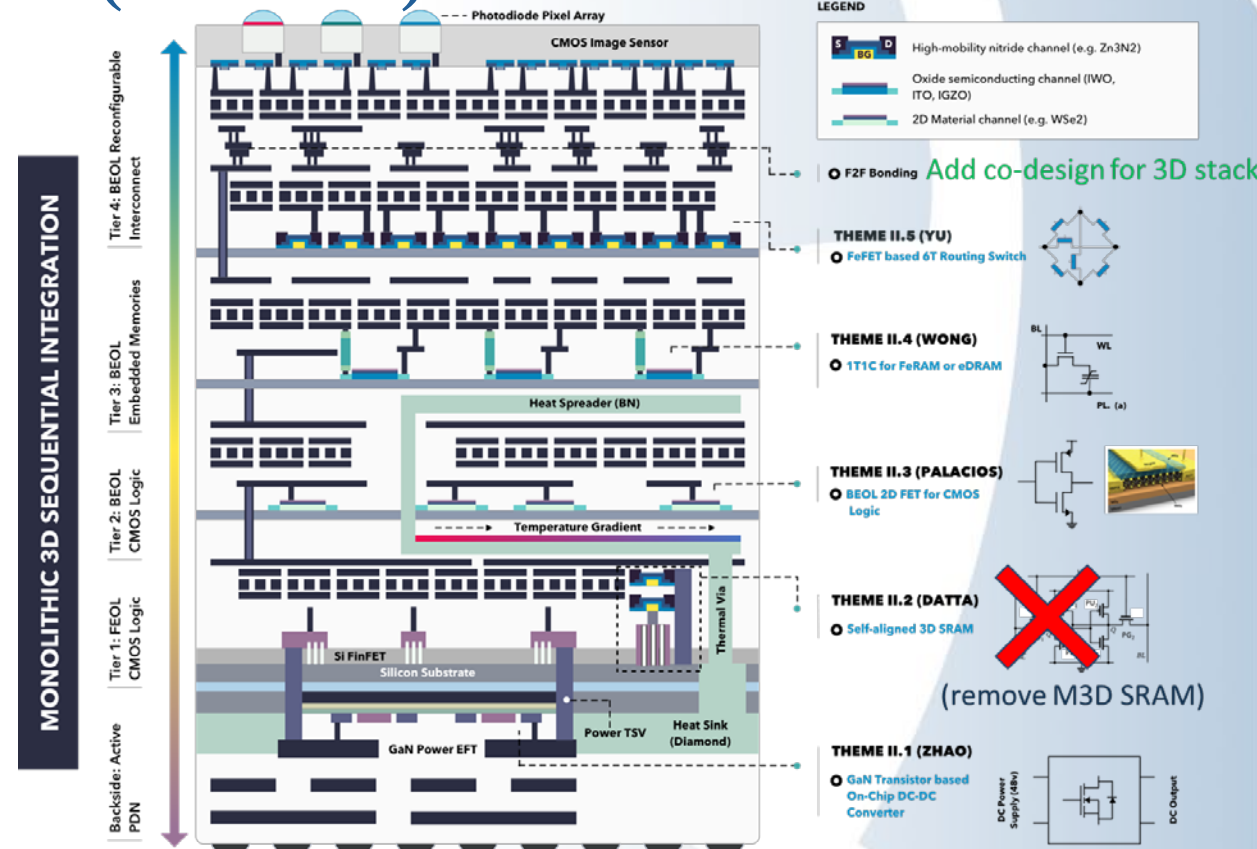 MONOLITHIC 3D SEQUENTIAL INTEGRATION
Tier 4: BEOL Reconfigurable
Interconnect
Tier 3: BEOL
Embedded Memories
Tier 2: BEOL
CMOS Logic
Tier 1: FEOL
CMOS Logic
Backside: Active
PDN
Photodiode Pixel Array
CMOS Image Sensor
Heat Spreader (BN)
Temperature Gradient
Thermal Via
Si FinFET
Silicon Substrate
Power TSV
Heat Sink
(Diamond)
GaN Power EFT
LEGEND
S D
BG
High-mobility nitride channel (e.g. Zn3N2)
Oxide semiconducting channel (IWO,
ITO, IGZO)
2D Material channel (e.g. WSe2)
F2F Bonding
Add co-design for 3D stack
THEME II.5 (YU)
FeFET based 6T Routing Switch
THEME II.4 (WONG)
1T1C for FeRAM or eDRAM
BL
WL
PL. (a)
THEME II.3 (PALACIOS)
BEOL 2D FET for CMOS
Logic
THEME II.2 (DATTA)
Self-aligned 3D SRAM
Q
(remove M3D SRAM)
THEME II.1 (ZHAO)
GaN Transistor based
On-Chip DC-DC
Converter
DC Power
Supply (48v)
DC Output